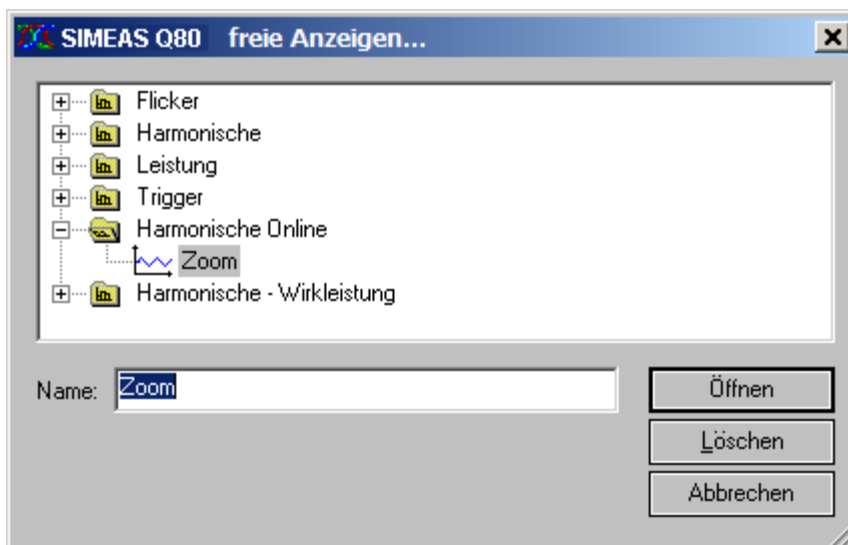 SIMEAS Q80 freie Anzeigen...
Flicker
Harmonische
Leistung
Trigger
Harmonische Online
Zoom
Harmonische - Wirkleistung
Name: Zoom
Öffnen
Löschen
Abbrechen